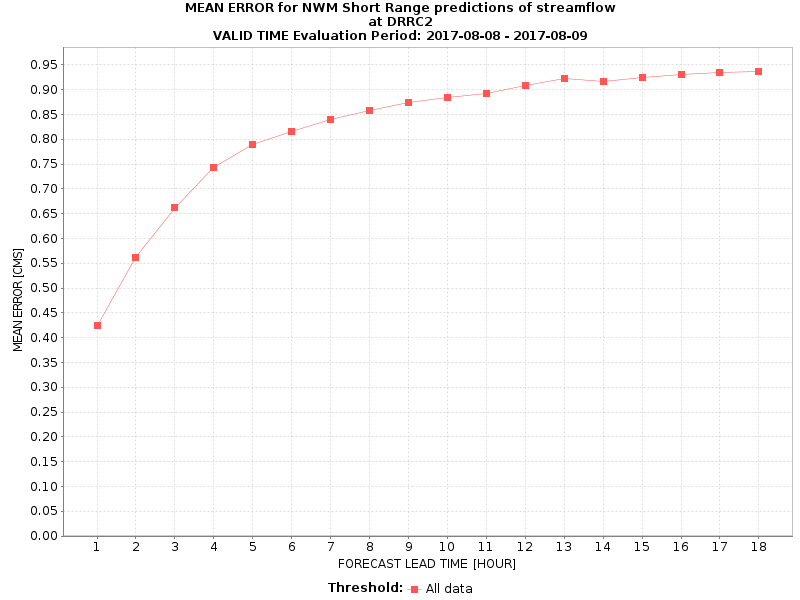 MEAN ERROR for NWM Short Range predictions of streamflow
at DRRC2
VALID TIME Evaluation Period: 2017-08-08 - 2017-08-09
MEAN ERROR [CMS]
0.95
0.90
0.85
0.80
0.75
0.70
0.65
0.60
0.55
0.50
0.45
0.40
0.35
0.30
0.25
0.20
0.15
0.10
0.05
0.00
1 2 3 4 5 6 7 8 9 10 11 12 13 14 15 16 17 18
FORECAST LEAD TIME [HOUR]
Threshold: All data